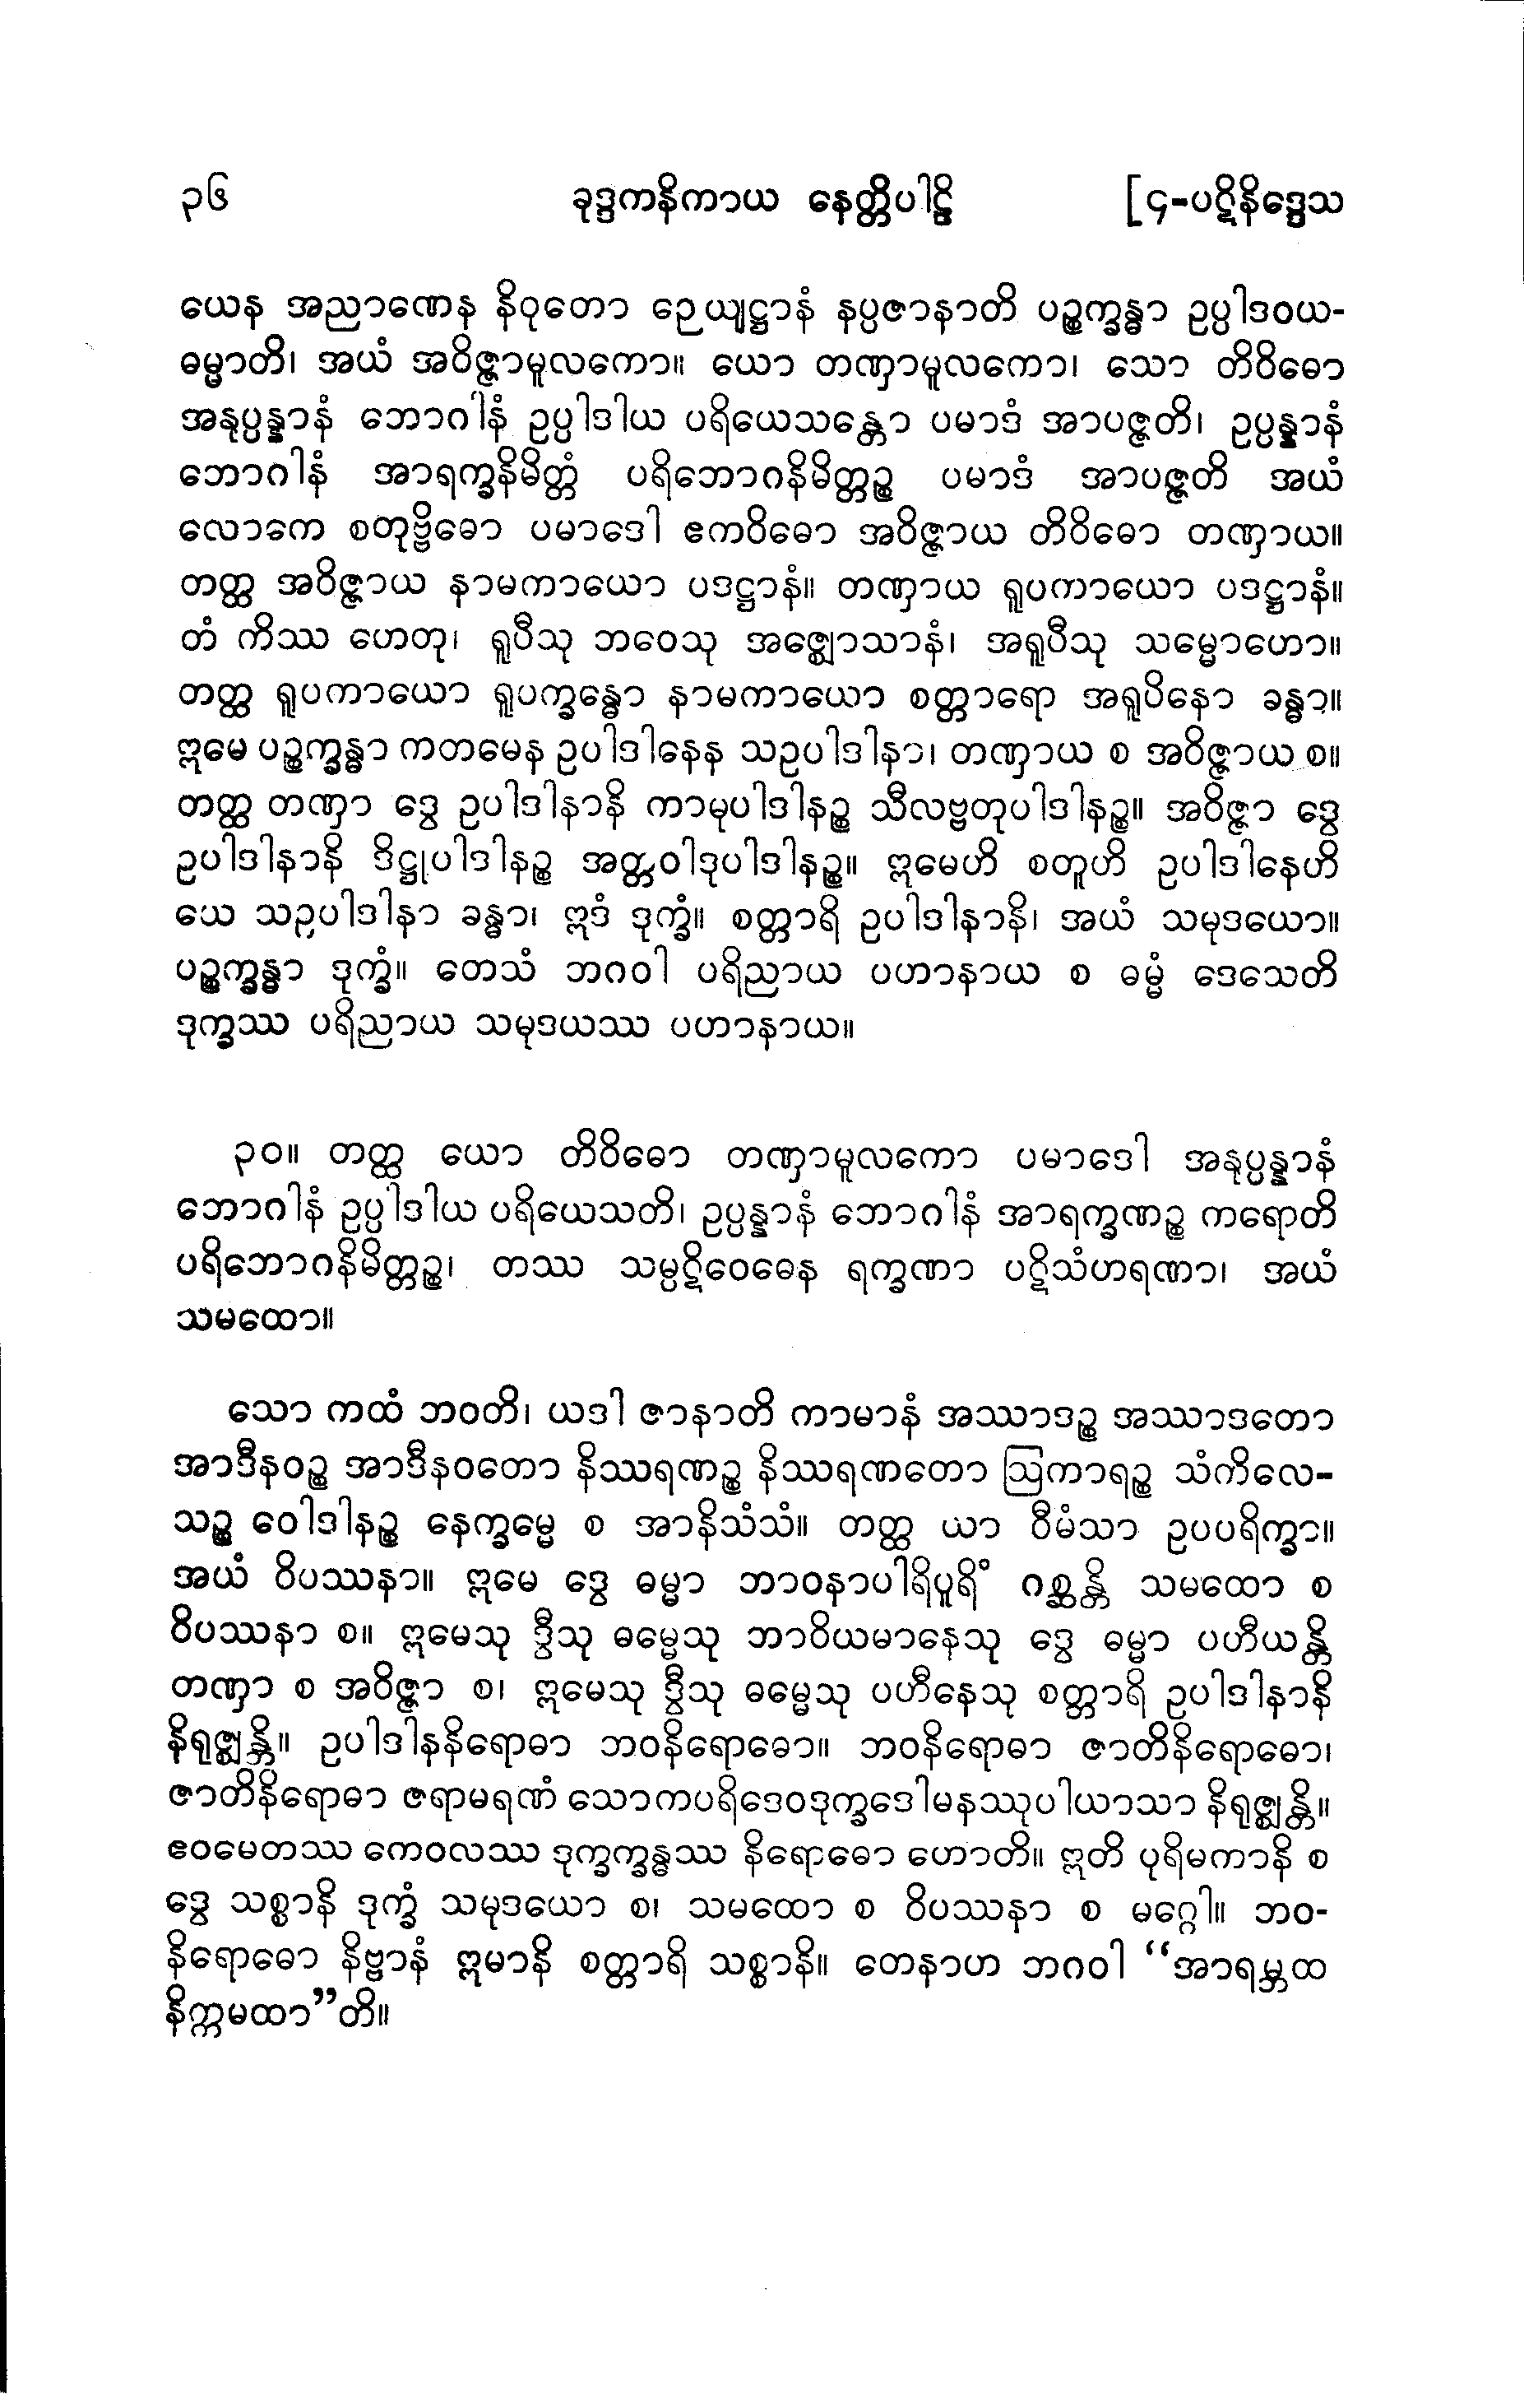 ၃၆ ခုဒ္ဒကနိကာယ နေတ္တိပါဠိ [၄-ပဋိနိဒ္ဒေသ
ယေန အညာဏေန နိဝုတော ဉေယျဋ္ဌာနံ နပ္ပဇာနာတိ ပဉ္စက္ခန္ဓာ ဥပ္ပါဒဝယ-
ဓမ္မာတိ၊ အယံ အဝိဇ္ဇာမူလကော။ ယော တဏှာမူလကော၊ သော တိဝိဓော
အနုပ္ပန္နာနံ ဘောဂါနံ ဥပ္ပါဒါယ ပရိယေသန္တော ပမာဒံ အာပဇ္ဇတိ၊ ဥပ္ပန္နာနံ
ဘောဂါနံ အာရက္ခနိမိတ္တံ ပရိဘောဂနိမိတ္တဉ္စ ပမာဒံ အာပဇ္ဇတိ အယံ
လောကေ စတုဗ္ဗိဓော ပမာဒေါ ဧကဝိဓော အဝိဇ္ဇာယ တိဝိဓော တဏှာယ။
တတ္ထ အဝိဇ္ဇာယ နာမကာယော ပဒဋ္ဌာနံ။ တဏှာယ ရူပကာယော ပဒဋ္ဌာနံ။
တံ ကိဿ ဟေတု၊ ရူပီသု ဘဝေသု အဇ္ဈောသာနံ၊ အရူပီသု သမ္မောဟော။
တတ္ထ ရူပကာယော ရူပက္ခန္ဓော နာမကာယော စတ္တာရော အရူပိနော ခန္ဓာ။
ဣမေ ပဉ္စက္ခန္ဓာ ကတမေန ဥပါဒါနေန သဥပါဒါနာ၊ တဏှာယ စ အဝိဇ္ဇာယ စ။
တတ္ထ တဏှာ ဒွေ ဥပါဒါနာနိ ကာမုပါဒါနဉ္စ သီလဗ္ဗတုပါဒါနဉ္စ။ အဝိဇ္ဇာ ဒွေ
ဥပါဒါနာနိ ဒိဋ္ဌုပါဒါနဉ္စ အတ္တဝါဒုပါဒါနဉ္စ။ ဣမေဟိ စတူဟိ ဥပါဒါနေဟိ
ယေ သဥပါဒါနာ ခန္ဓာ၊ ဣဒံ ဒုက္ခံ။ စတ္တာရိ ဥပါဒါနာနိ၊ အယံ သမုဒယော။
ပဉ္စက္ခန္ဓာ ဒုက္ခံ။ တေသံ ဘဂဝါ ပရိညာယ ပဟာနာယ စ ဓမ္မံ ဒေသေတိ
ဒုက္ခဿ ပရိညာယ သမုဒယဿ ပဟာနာယ။
၃၀။ တတ္ထ ယော တိဝိဓော တဏှာမူလကော ပမာဒေါ အနုပ္ပန္နာနံ
ဘောဂါနံ ဥပ္ပါဒါယ ပရိယေသတိ၊ ဥပ္ပန္နာနံ ဘောဂါနံ အာရက္ခဏဉ္စ ကရောတိ
ပရိဘောဂနိမိတ္တဉ္စ၊ တဿ သမ္ပဋိဝေဓေန ရက္ခဏာ ပဋိသံဟရဏာ၊ အယံ
သမထော။
သော ကထံ ဘဝတိ၊ ယဒါ ဇာနာတိ ကာမာနံ အဿာဒဉ္စ အဿာဒတော
အာဒီနဝဉ္စ အာဒီနဝတော နိဿရဏဉ္စ နိဿရဏတော ဩကာရဉ္စ သံကိလေ-
သဉ္စ ဝေါဒါနဉ္စ နေက္ခမ္မေ စ အာနိသံသံ။ တတ္ထ ယာ ဝီမံသာ ဥပပရိက္ခာ။
အယံ ဝိပဿနာ။ ဣမေ ဒွေ ဓမ္မာ ဘာဝနာပါရိပူရိံ ဂစ္ဆန္တိ သမထော စ
ဝိပဿနာ စ။ ဣမေသု ဒွီသု ဓမ္မေသု ဘာဝိယမာနေသု ဒွေ ဓမ္မာ ပဟီယန္တိ
တဏှာ စ အဝိဇ္ဇာ စ၊ ဣမေသု ဒွီသု ဓမ္မေသု ပဟီနေသု စတ္တာရိ ဥပါဒါနာနိ
နိရုဇ္ဈန္တိ။ ဥပါဒါနနိရောဓာ ဘဝနိရောဓော။ ဘဝနိရောဓာ ဇာတိနိရောဓော၊
ဇာတိနိရောဓာ ဇရာမရဏံ သောကပရိဒေဝဒုက္ခဒေါမနဿုပါယာသာ နိရုဇ္ဈန္တိ။
ဧဝမေတဿ ကေဝလဿ ဒုက္ခက္ခန္ဓဿ နိရောဓော ဟောတိ။ ဣတိ ပုရိမကာနိ စ
ဒွေ သစ္စာနိ ဒုက္ခံ သမုဒယော စ၊ သမထော စ ဝိပဿနာ စ မဂ္ဂေါ။ ဘဝ-
နိရောဓော နိဗ္ဗာနံ ဣမာနိ စတ္တာရိ သစ္စာနိ။ တေနာဟ ဘဂဝါ “အာရမ္ဘထ
နိက္ကမထာ”တိ။